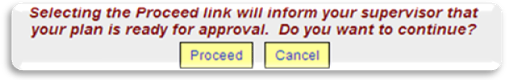 Selecting the Proceed link will inform your supervisor that
your plan is ready for approval.  Do you want to continue?
Proceed Cancel